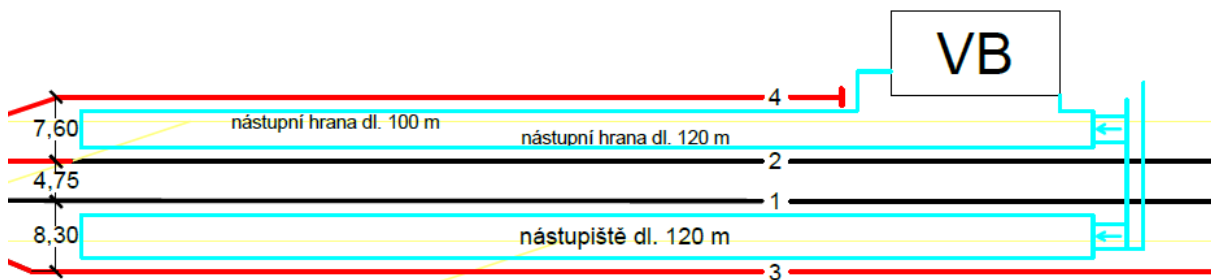 VB
4
7,60
nástupní hrana dl. 100 m
nástupní hrana dl. 120 m
2
4,75
1
8,30
nástupiště dl. 120 m
3